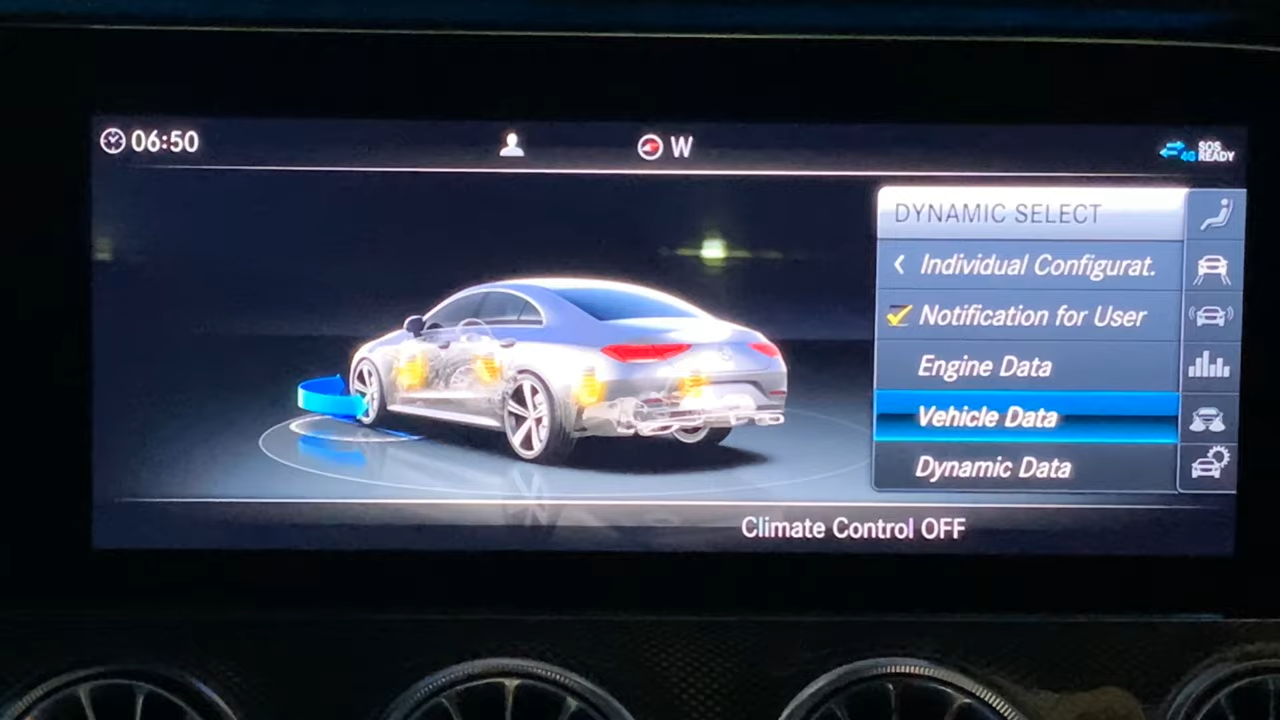 06:50
W
4G
SOS
READY
DYNAMIC SELECT
Individual Configurat.
Notification for User
Engine Data
Vehicle Data
Dynamic Data
Climate Control OFF